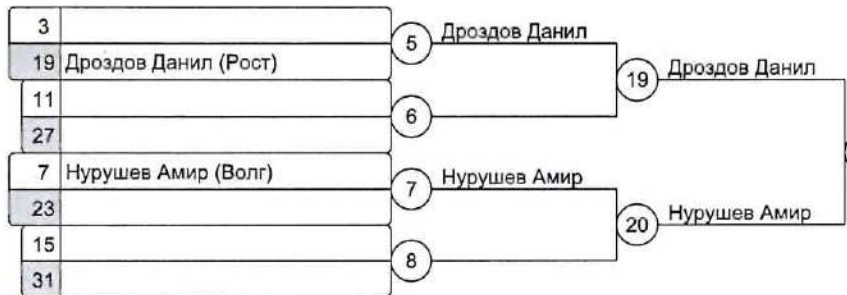 3
5 Дроздов Данил
19 Дроздов Данил (Рост)
19 Дроздов Данил
11
6
27
7 Нурушев Амир (Волг)
7 Нурушев Амир
23
20 Нурушев Амир
15
8
31